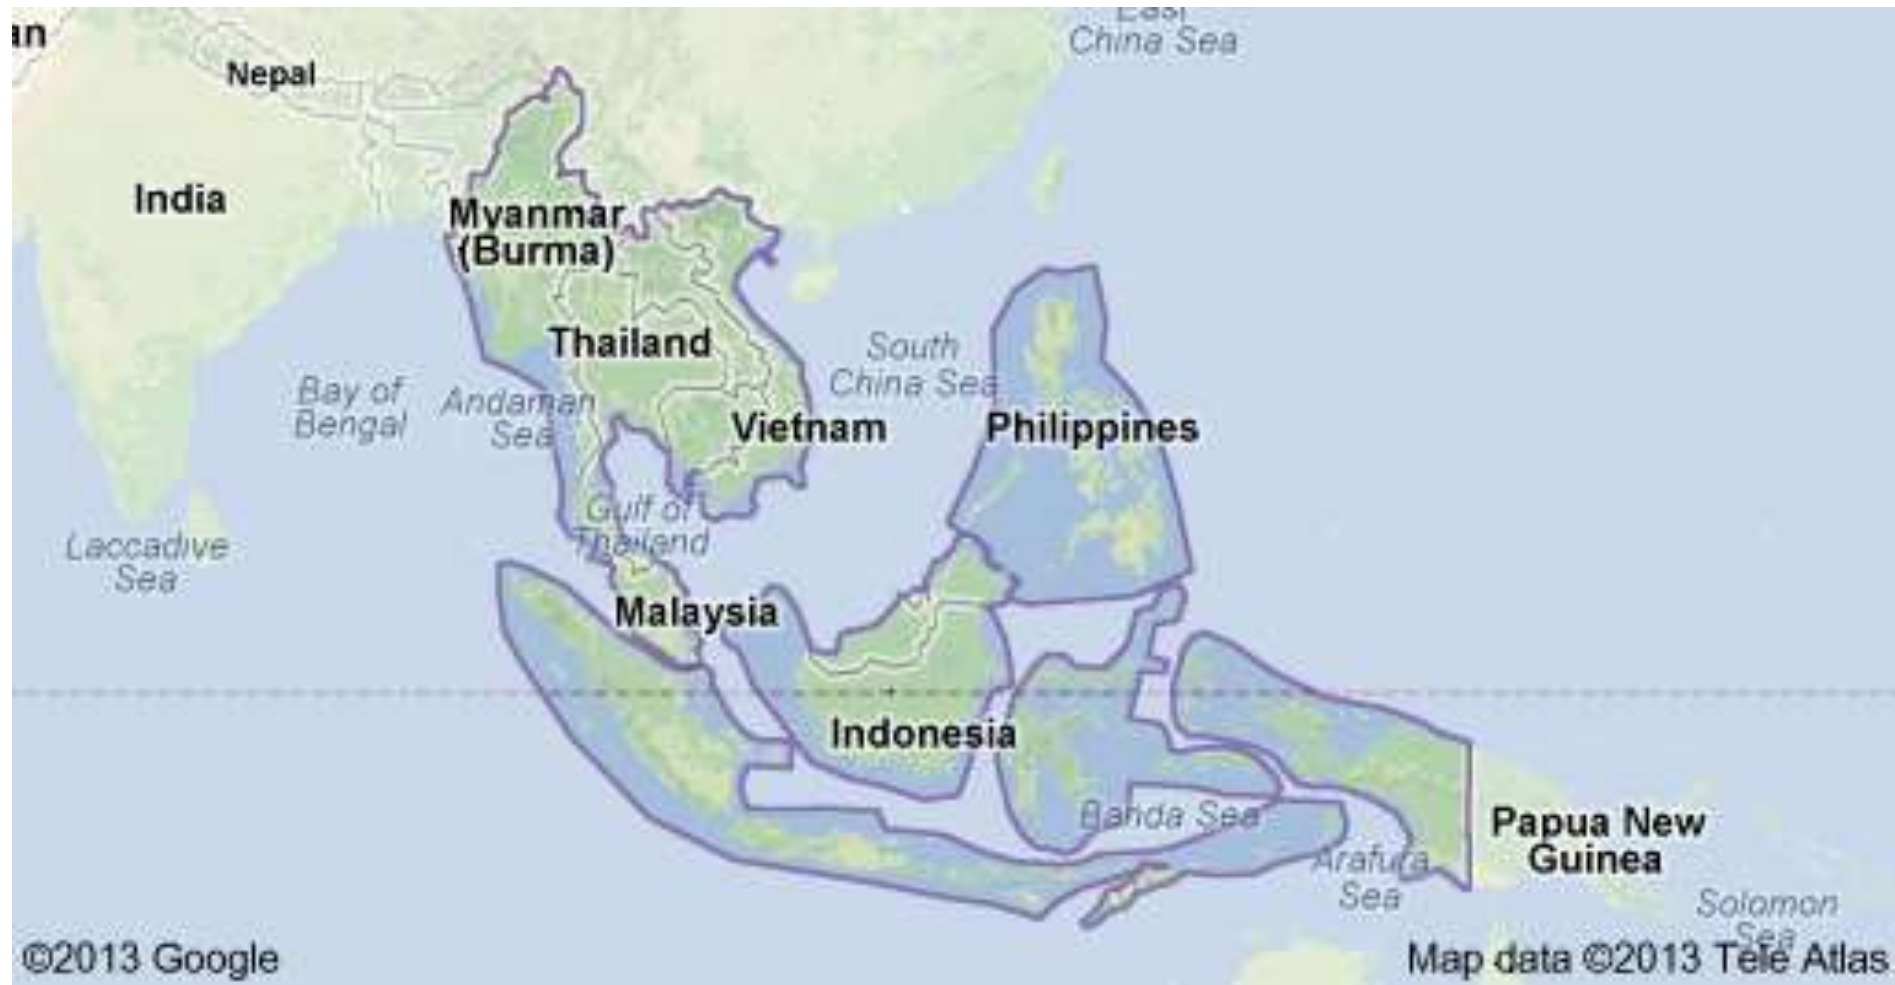 an
East
China Sea
Nepal
India
Myanmar
(Burma)
Thailand
South
China Sea
Bay of
Bengal
Andaman
Sea
Vietnam
Philippines
Gulf of
Thailand
Laccadive
Sea
Malaysia
Indonesia
Banda Sea
Papua New
Guinea
Arafura
Sea
Solomon
Sea
©2013 Google
Map data ©2013 Tele Atlas